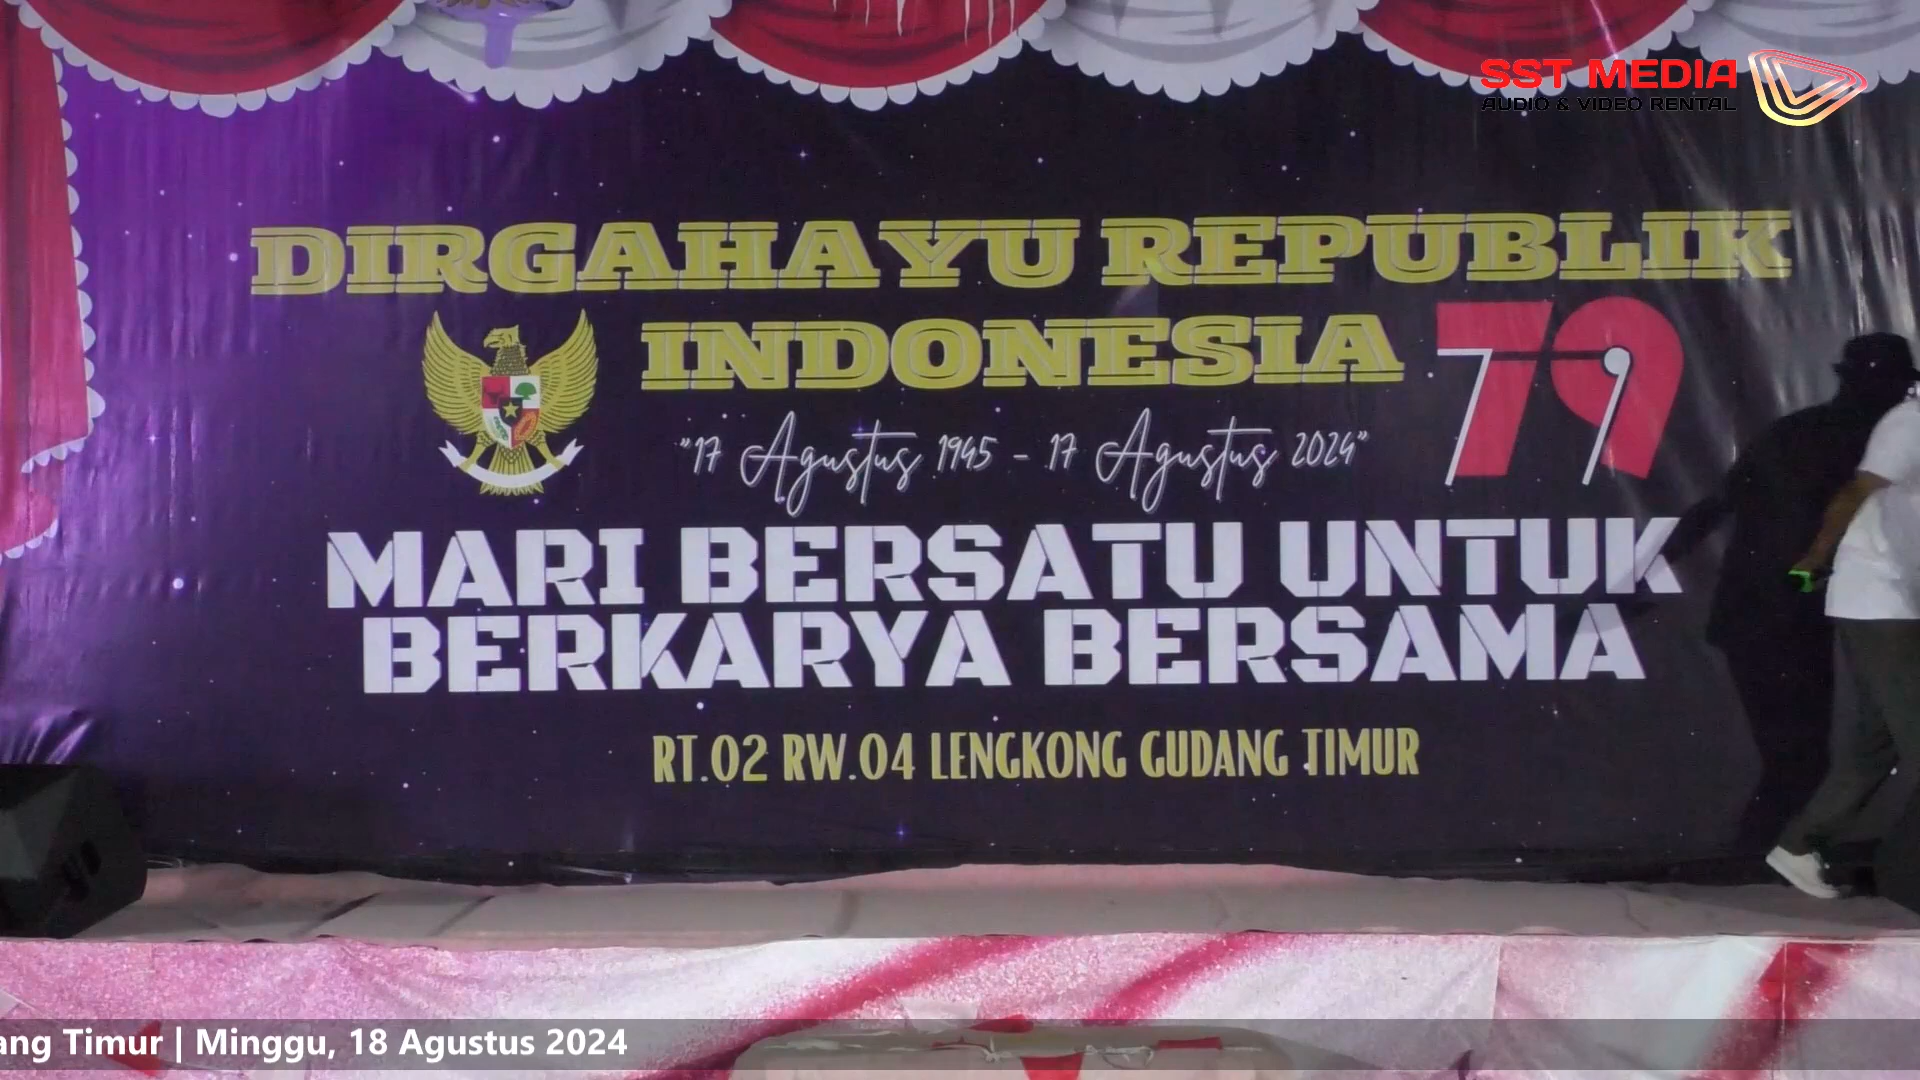 SST MEDIA
AUDIO & VIDEO RENTAL
DIRGAHAYU REPUBLIK
INDONESIA 79
"17 Agustus 1945 - 17 Agustus 2024"
MARI BERSATU UNTUK
BERKARYA BERSAMA
RT.02 RW.04 LENGKONG GUDANG TIMUR
ang Timur | Minggu, 18 Agustus 2024